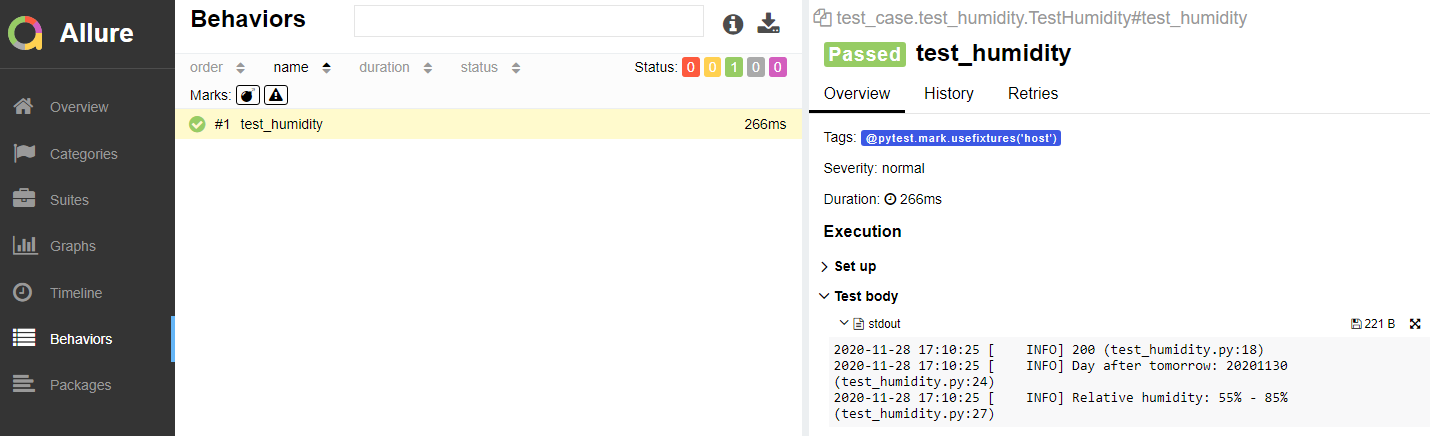 Allure
Overview
Categories
Suites
Graphs
Timeline
Behaviors
Packages
Behaviors
order name duration status Status: 0 0 1 0 0
Marks:
#1 test_humidity 266ms
test_case.test_humidity.TestHumidity#test_humidity
Passed test_humidity
Overview History Retries
Tags: @pytest.mark.usefixtures('host')
Severity: normal
Duration: 266ms
Execution
Set up
Test body
stdout 221 B
2020-11-28 17:10:25 [    INFO] 200 (test_humidity.py:18)
2020-11-28 17:10:25 [    INFO] Day after tomorrow: 20201130
(test_humidity.py:24)
2020-11-28 17:10:25 [    INFO] Relative humidity: 55% - 85%
(test_humidity.py:27)